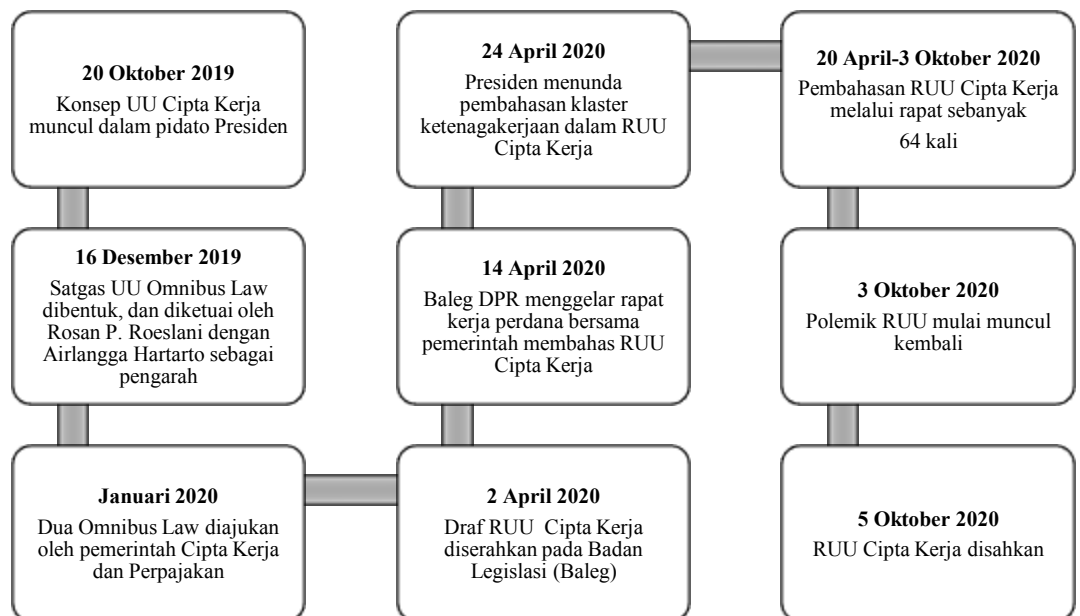 20 Oktober 2019
Konsep UU Cipta Kerja
muncul dalam pidato Presiden
16 Desember 2019
Satgas UU Omnibus Law
dibentuk, dan diketuai oleh
Rosan P. Roeslani dengan
Airlangga Hartarto sebagai
pengarah
Januari 2020
Dua Omnibus Law diajukan
oleh pemerintah Cipta Kerja
dan Perpajakan
2 April 2020
Draf RUU Cipta Kerja
diserahkan pada Badan
Legislasi (Baleg)
14 April 2020
Baleg DPR menggelar rapat
kerja perdana bersama
pemerintah membahas RUU
Cipta Kerja
24 April 2020
Presiden menunda
pembahasan klaster
ketenagakerjaan dalam RUU
Cipta Kerja
20 April-3 Oktober 2020
Pembahasan RUU Cipta Kerja
melalui rapat sebanyak
64 kali
3 Oktober 2020
Polemik RUU mulai muncul
kembali
5 Oktober 2020
RUU Cipta Kerja disahkan